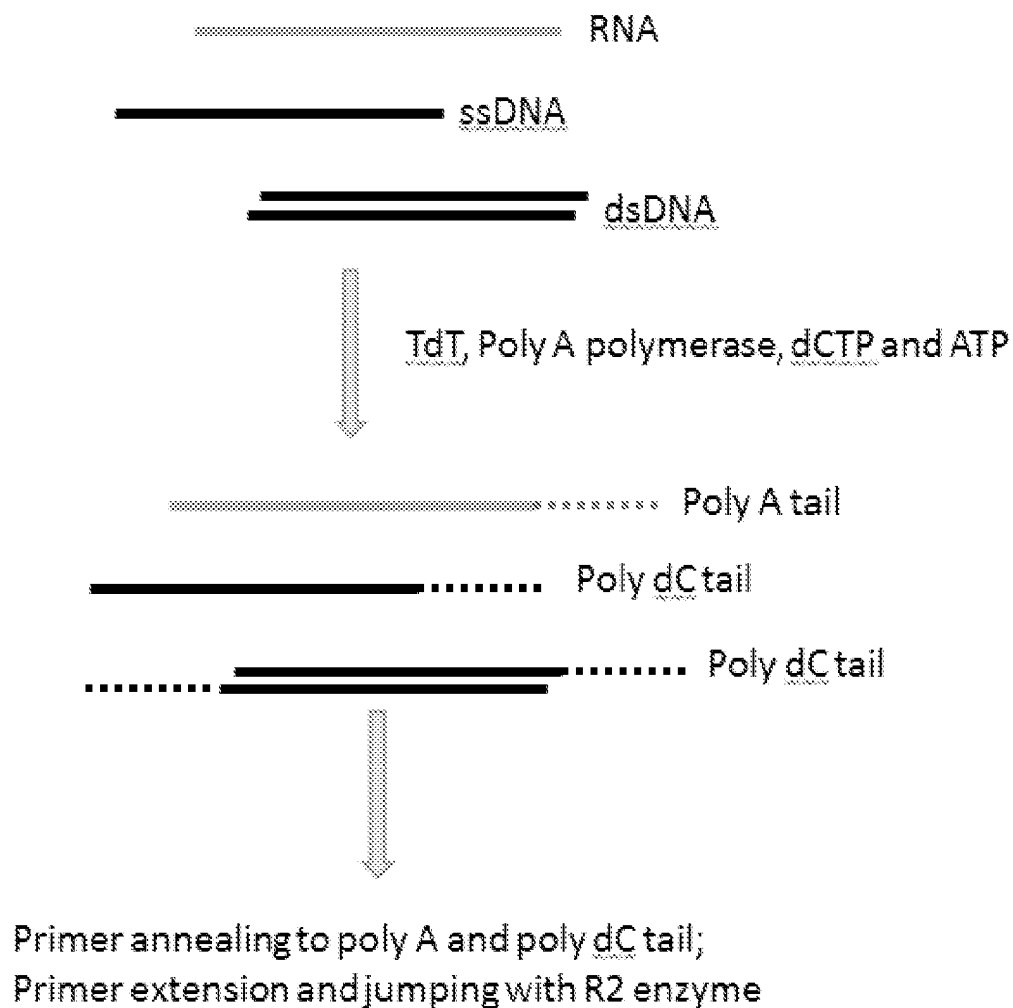 RNA
ssDNA
dsDNA
TdT, Poly A polymerase, dCTP and ATP
Poly A tail
Poly dC tail
Poly dC tail
Primer annealing to poly A and poly dC tail;
Primer extension and jumping with R2 enzyme